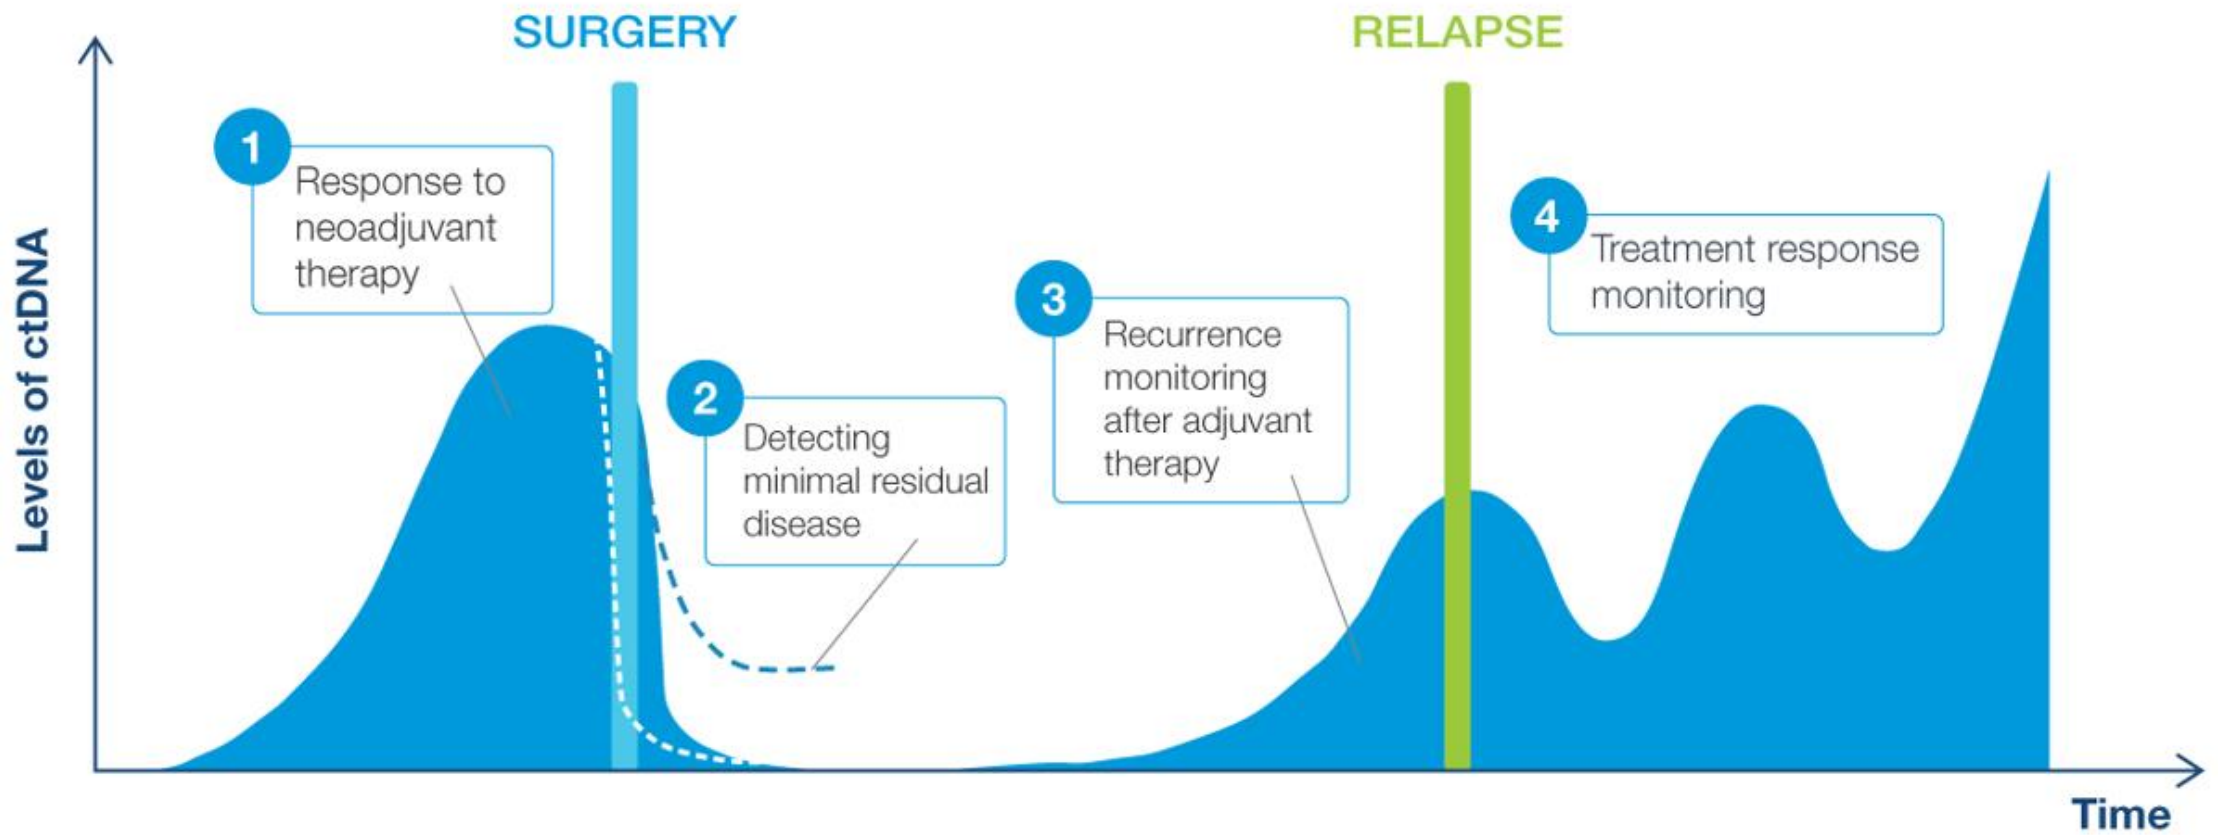 SURGERY
RELAPSE
1
Response to
neoadjuvant
therapy
2
Detecting
minimal residual
disease
3
Recurrence
monitoring
after adjuvant
therapy
4
Treatment response
monitoring
Levels of ctDNA
Time